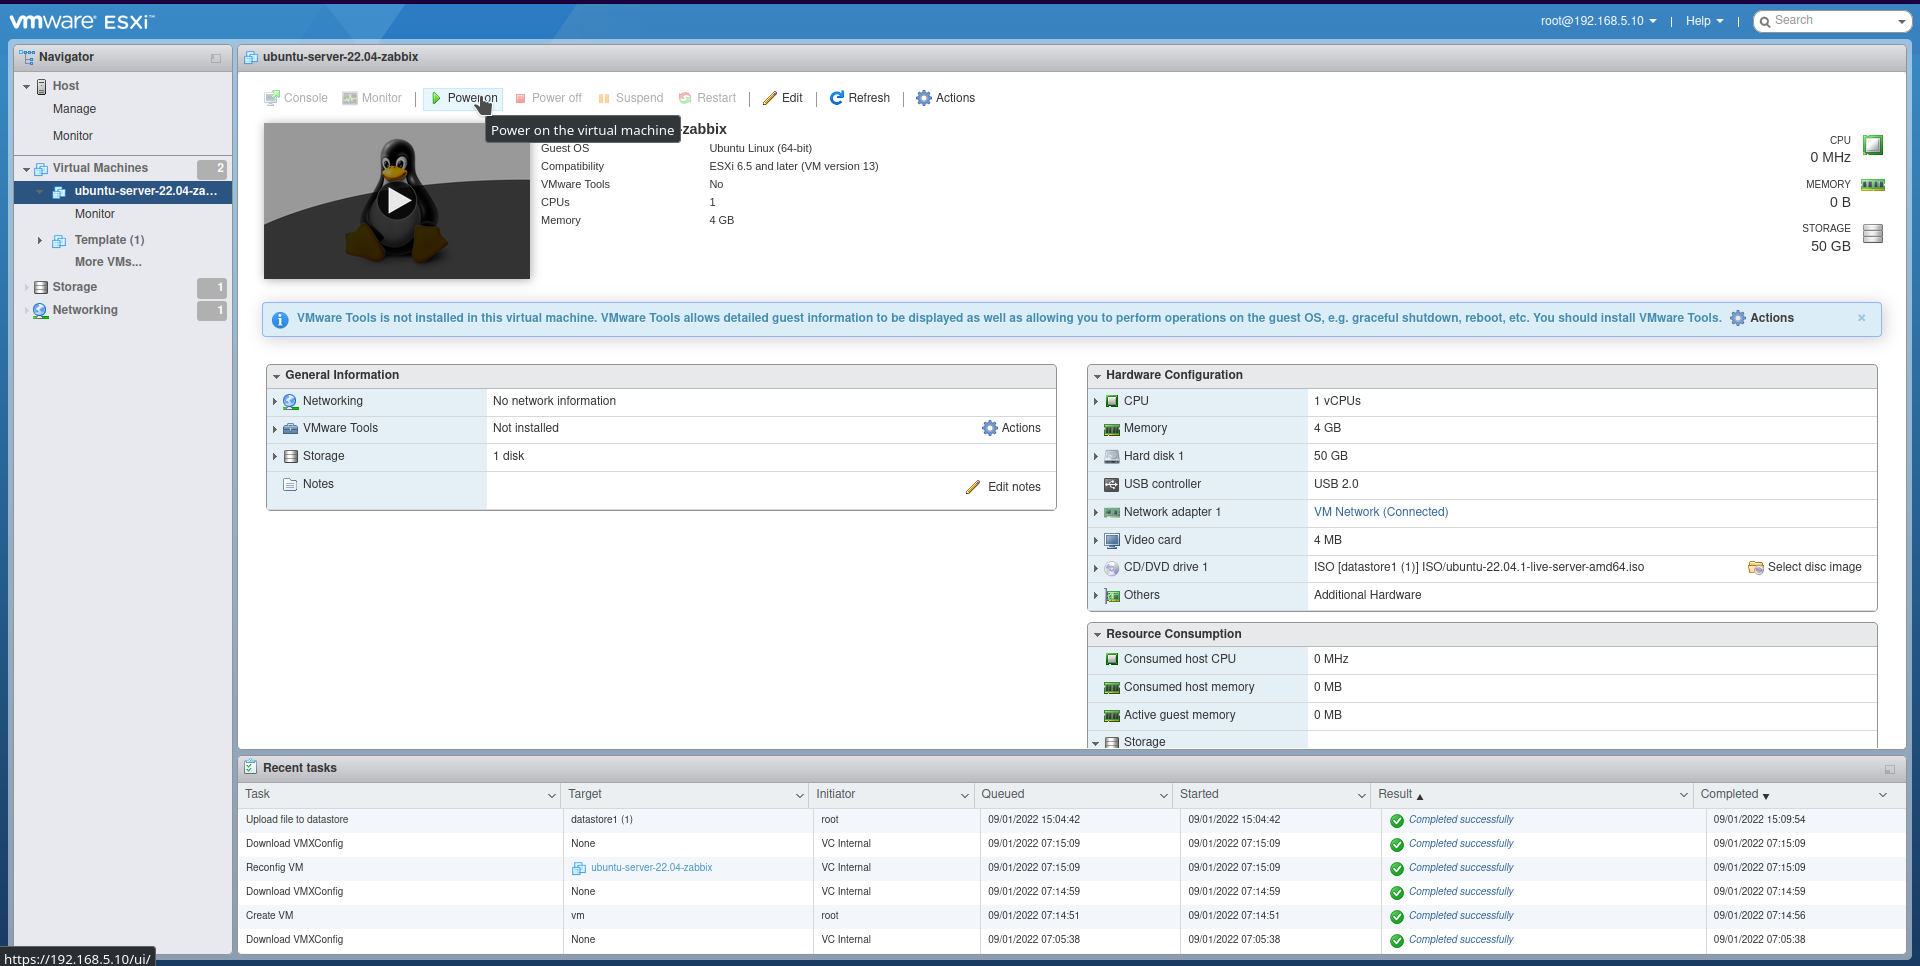 vmware ESXi
root@192.168.5.10 | Help | Search
Navigator
Host
Manage
Monitor
Virtual Machines 2
ubuntu-server-22.04-za...
Monitor
Template (1)
More VMs...
Storage 1
Networking 1
ubuntu-server-22.04-zabbix
Console Monitor | Power on Power off Suspend Restart | Edit | Refresh | Actions
Power on the virtual machine
-zabbix
Guest OS Ubuntu Linux (64-bit)
Compatibility ESXi 6.5 and later (VM version 13)
VMware Tools No
CPUs 1
Memory 4 GB
CPU
0 MHz
MEMORY
0 B
STORAGE
50 GB
VMware Tools is not installed in this virtual machine. VMware Tools allows detailed guest information to be displayed as well as allowing you to perform operations on the guest OS, e.g. graceful shutdown, reboot, etc. You should install VMware Tools. Actions ×
General Information
Networking No network information
VMware Tools Not installed Actions
Storage 1 disk
Notes Edit notes
Hardware Configuration
CPU 1 vCPUs
Memory 4 GB
Hard disk 1 50 GB
USB controller USB 2.0
Network adapter 1 VM Network (Connected)
Video card 4 MB
CD/DVD drive 1 ISO [datastore1 (1)] ISO/ubuntu-22.04.1-live-server-amd64.iso Select disc image
Others Additional Hardware
Resource Consumption
Consumed host CPU 0 MHz
Consumed host memory 0 MB
Active guest memory 0 MB
Storage
Recent tasks
Task Target Initiator Queued Started Result Completed
Upload file to datastore datastore1 (1) root 09/01/2022 15:04:42 09/01/2022 15:04:42 Completed successfully 09/01/2022 15:09:54
Download VMXConfig None VC Internal 09/01/2022 07:15:09 09/01/2022 07:15:09 Completed successfully 09/01/2022 07:15:09
Reconfig VM ubuntu-server-22.04-zabbix VC Internal 09/01/2022 07:15:09 09/01/2022 07:15:09 Completed successfully 09/01/2022 07:15:09
Download VMXConfig None VC Internal 09/01/2022 07:14:59 09/01/2022 07:14:59 Completed successfully 09/01/2022 07:14:59
Create VM vm root 09/01/2022 07:14:51 09/01/2022 07:14:51 Completed successfully 09/01/2022 07:14:56
Download VMXConfig None VC Internal 09/01/2022 07:05:38 09/01/2022 07:05:38 Completed successfully 09/01/2022 07:05:38
https://192.168.5.10/ui/